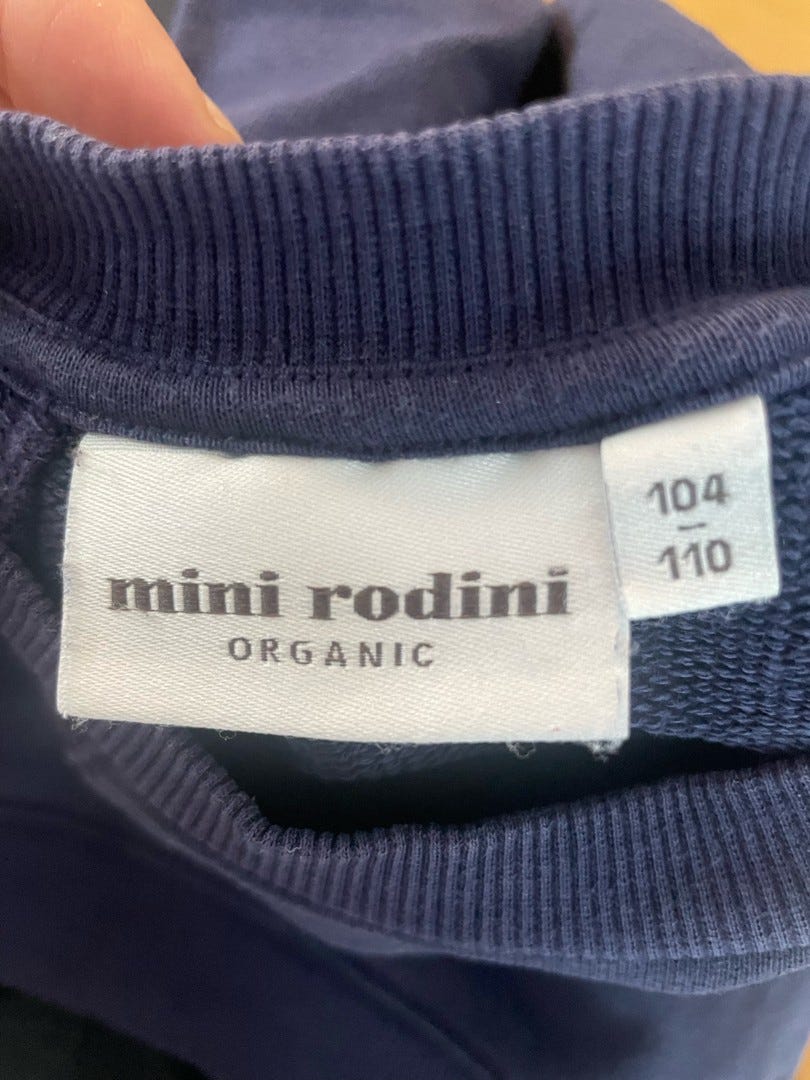 mini rodini
ORGANIC
104
–
110